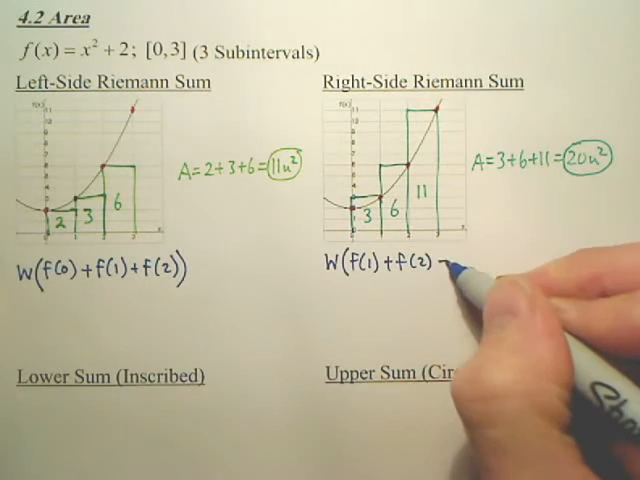 4.2 Area
f(x) = x² + 2; [0,3] (3 Subintervals)
Left-Side Riemann Sum
f(x)
2 3 6
A = 2+3+6 = 11u²
W(f(0) + f(1) + f(2))
Right-Side Riemann Sum
f(x)
3 6 11
A = 3+6+11 = 20u²
W(f(1) + f(2) -
Lower Sum (Inscribed)
Upper Sum (Cir
Sha